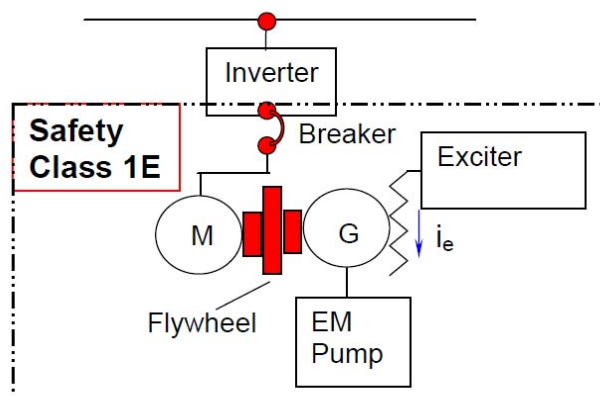 Inverter
Safety
Class 1E
Breaker
Exciter
M
G
ie
Flywheel
EM
Pump